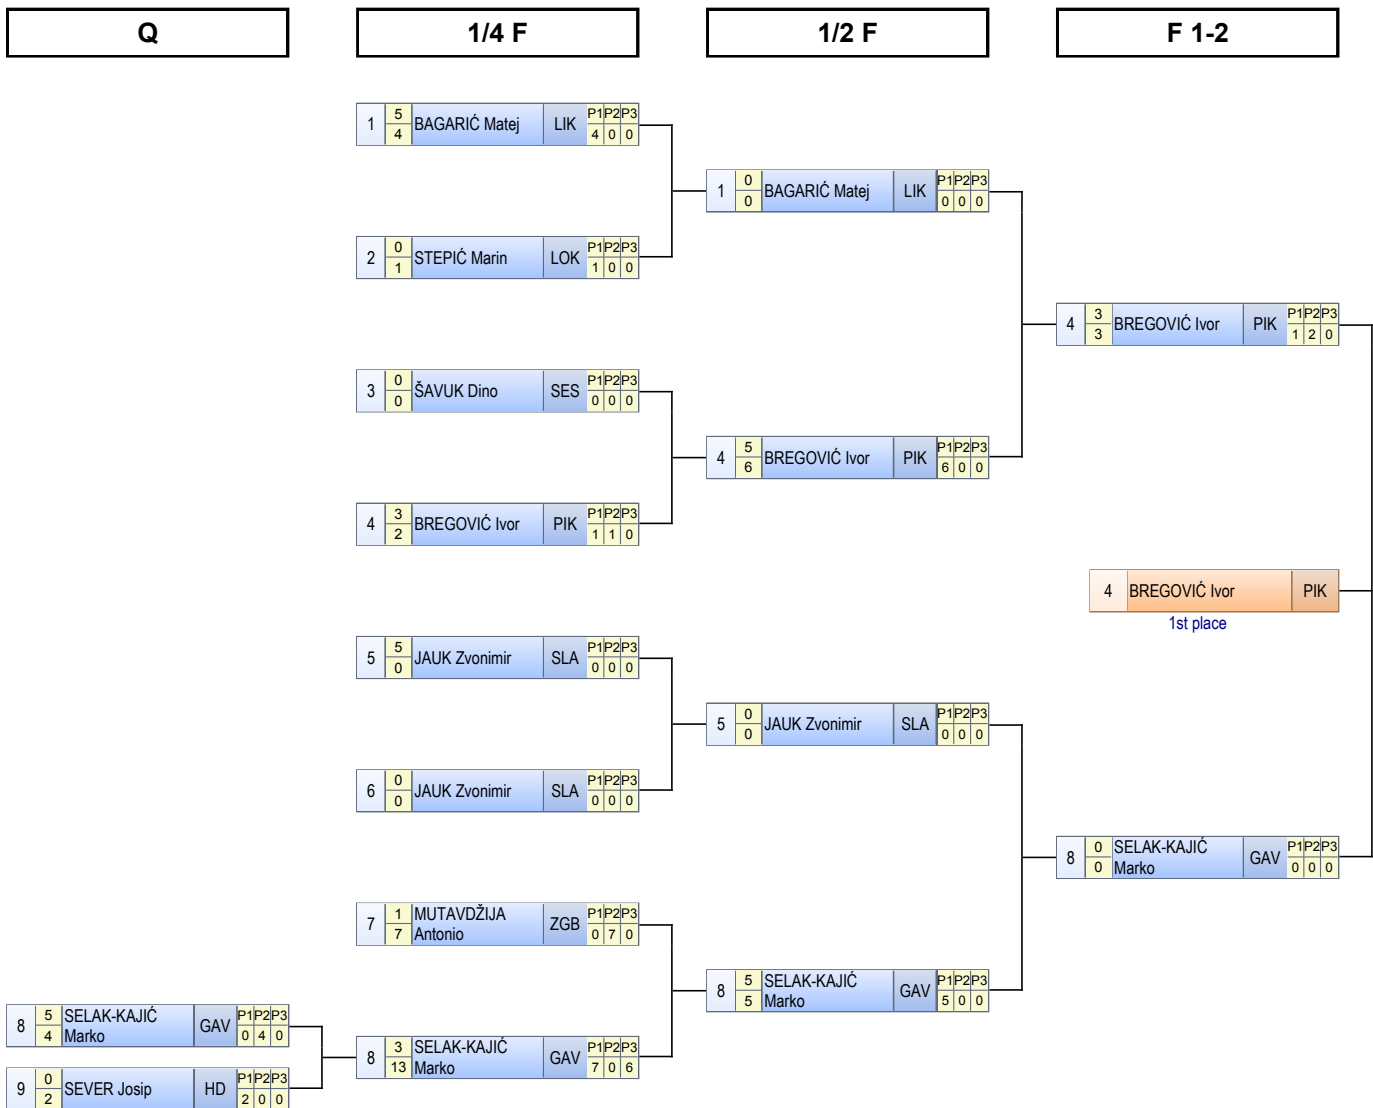 Q 1/4 F 1/2 F F 1-2
1 5 BAGARIĆ Matej LIK P1 P2 P3
4 4 0 0
1 0 BAGARIĆ Matej LIK P1 P2 P3
0 0 0 0
2 0 STEPIĆ Marin LOK P1 P2 P3
1 1 0 0
4 3 BREGOVIĆ Ivor PIK P1 P2 P3
3 1 2 0
3 0 ŠAVUK Dino SES P1 P2 P3
0 0 0 0
4 5 BREGOVIĆ Ivor PIK P1 P2 P3
6 6 0 0
4 3 BREGOVIĆ Ivor PIK P1 P2 P3
2 1 1 0
4 BREGOVIĆ Ivor PIK
1st place
5 5 JAUK Zvonimir SLA P1 P2 P3
0 0 0 0
5 0 JAUK Zvonimir SLA P1 P2 P3
0 0 0 0
6 0 JAUK Zvonimir SLA P1 P2 P3
0 0 0 0
8 0 SELAK-KAJIĆ GAV P1 P2 P3
0 Marko 0 0 0
7 1 MUTAVDŽIJA ZGB P1 P2 P3
7 Antonio 0 7 0
8 5 SELAK-KAJIĆ GAV P1 P2 P3
5 Marko 5 0 0
8 5 SELAK-KAJIĆ GAV P1 P2 P3
4 Marko 0 4 0
8 3 SELAK-KAJIĆ GAV P1 P2 P3
13 Marko 7 0 6
9 0 SEVER Josip HD P1 P2 P3
2 2 0 0